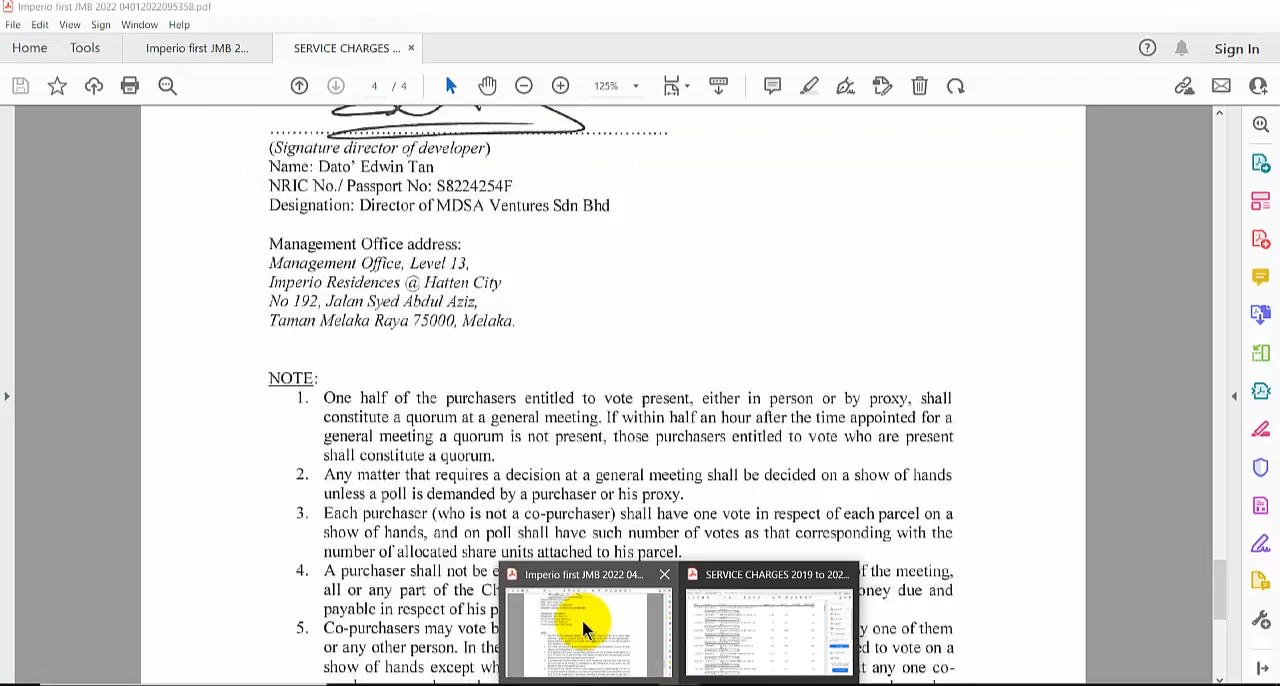 Imperio first JMB 2022 04012022095358.pdf
File Edit View Sign Window Help
Home Tools Imperio first JMB 2... SERVICE CHARGES ... × Sign In
4 / 4 125%
(Signature director of developer)
Name: Dato’ Edwin Tan
NRIC No./ Passport No: S8224254F
Designation: Director of MDSA Ventures Sdn Bhd
Management Office address:
Management Office, Level 13,
Imperio Residences @ Hatten City
No 192, Jalan Syed Abdul Aziz,
Taman Melaka Raya 75000, Melaka.
NOTE:
1. One half of the purchasers entitled to vote present, either in person or by proxy, shall
constitute a quorum at a general meeting. If within half an hour after the time appointed for a
general meeting a quorum is not present, those purchasers entitled to vote who are present
shall constitute a quorum.
2. Any matter that requires a decision at a general meeting shall be decided on a show of hands
unless a poll is demanded by a purchaser or his proxy.
3. Each purchaser (who is not a co-purchaser) shall have one vote in respect of each parcel on a
show of hands, and on poll shall have such number of votes as that corresponding with the
number of allocated share units attached to his parcel.
4. A purchaser shall not be f the meeting,
all or any part of the oney due and
payable in respect of his p
5. Co-purchasers may vote b y one of them
or any other person. In the d to vote on a
show of hands except wh t any one co-
Imperio first JMB 2022 04... SERVICE CHARGES 2019 to 202...